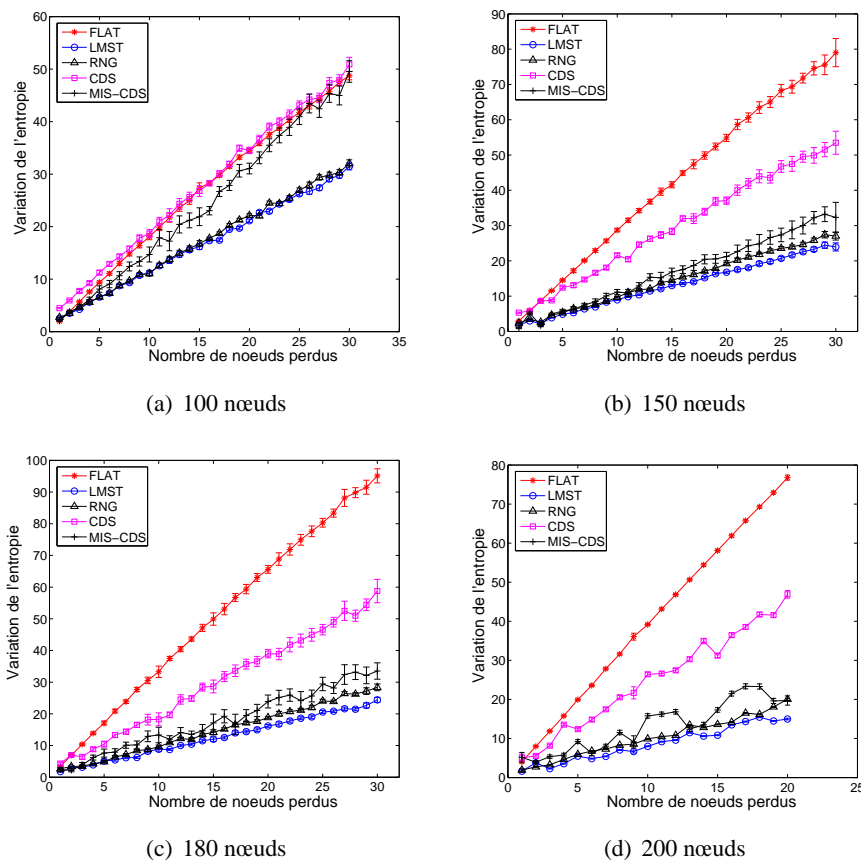 60
50
40
30
20
10
0
0 5 10 15 20 25 30 35
Variation de l'entropie
Nombre de noeuds perdus
FLAT
LMST
RNG
CDS
MIS−CDS
(a) 100 nœuds
90
80
70
60
50
40
30
20
10
0
0 5 10 15 20 25 30
Variation de l'entropie
Nombre de noeuds perdus
FLAT
LMST
RNG
CDS
MIS−CDS
(b) 150 nœuds
100
90
80
70
60
50
40
30
20
10
0
0 5 10 15 20 25 30
Variation de l'entropie
Nombre de noeuds perdus
FLAT
LMST
RNG
CDS
MIS−CDS
(c) 180 nœuds
80
70
60
50
40
30
20
10
0
0 5 10 15 20 25
Variation de l'entropie
Nombre de noeuds perdus
FLAT
LMST
RNG
CDS
MIS−CDS
(d) 200 nœuds